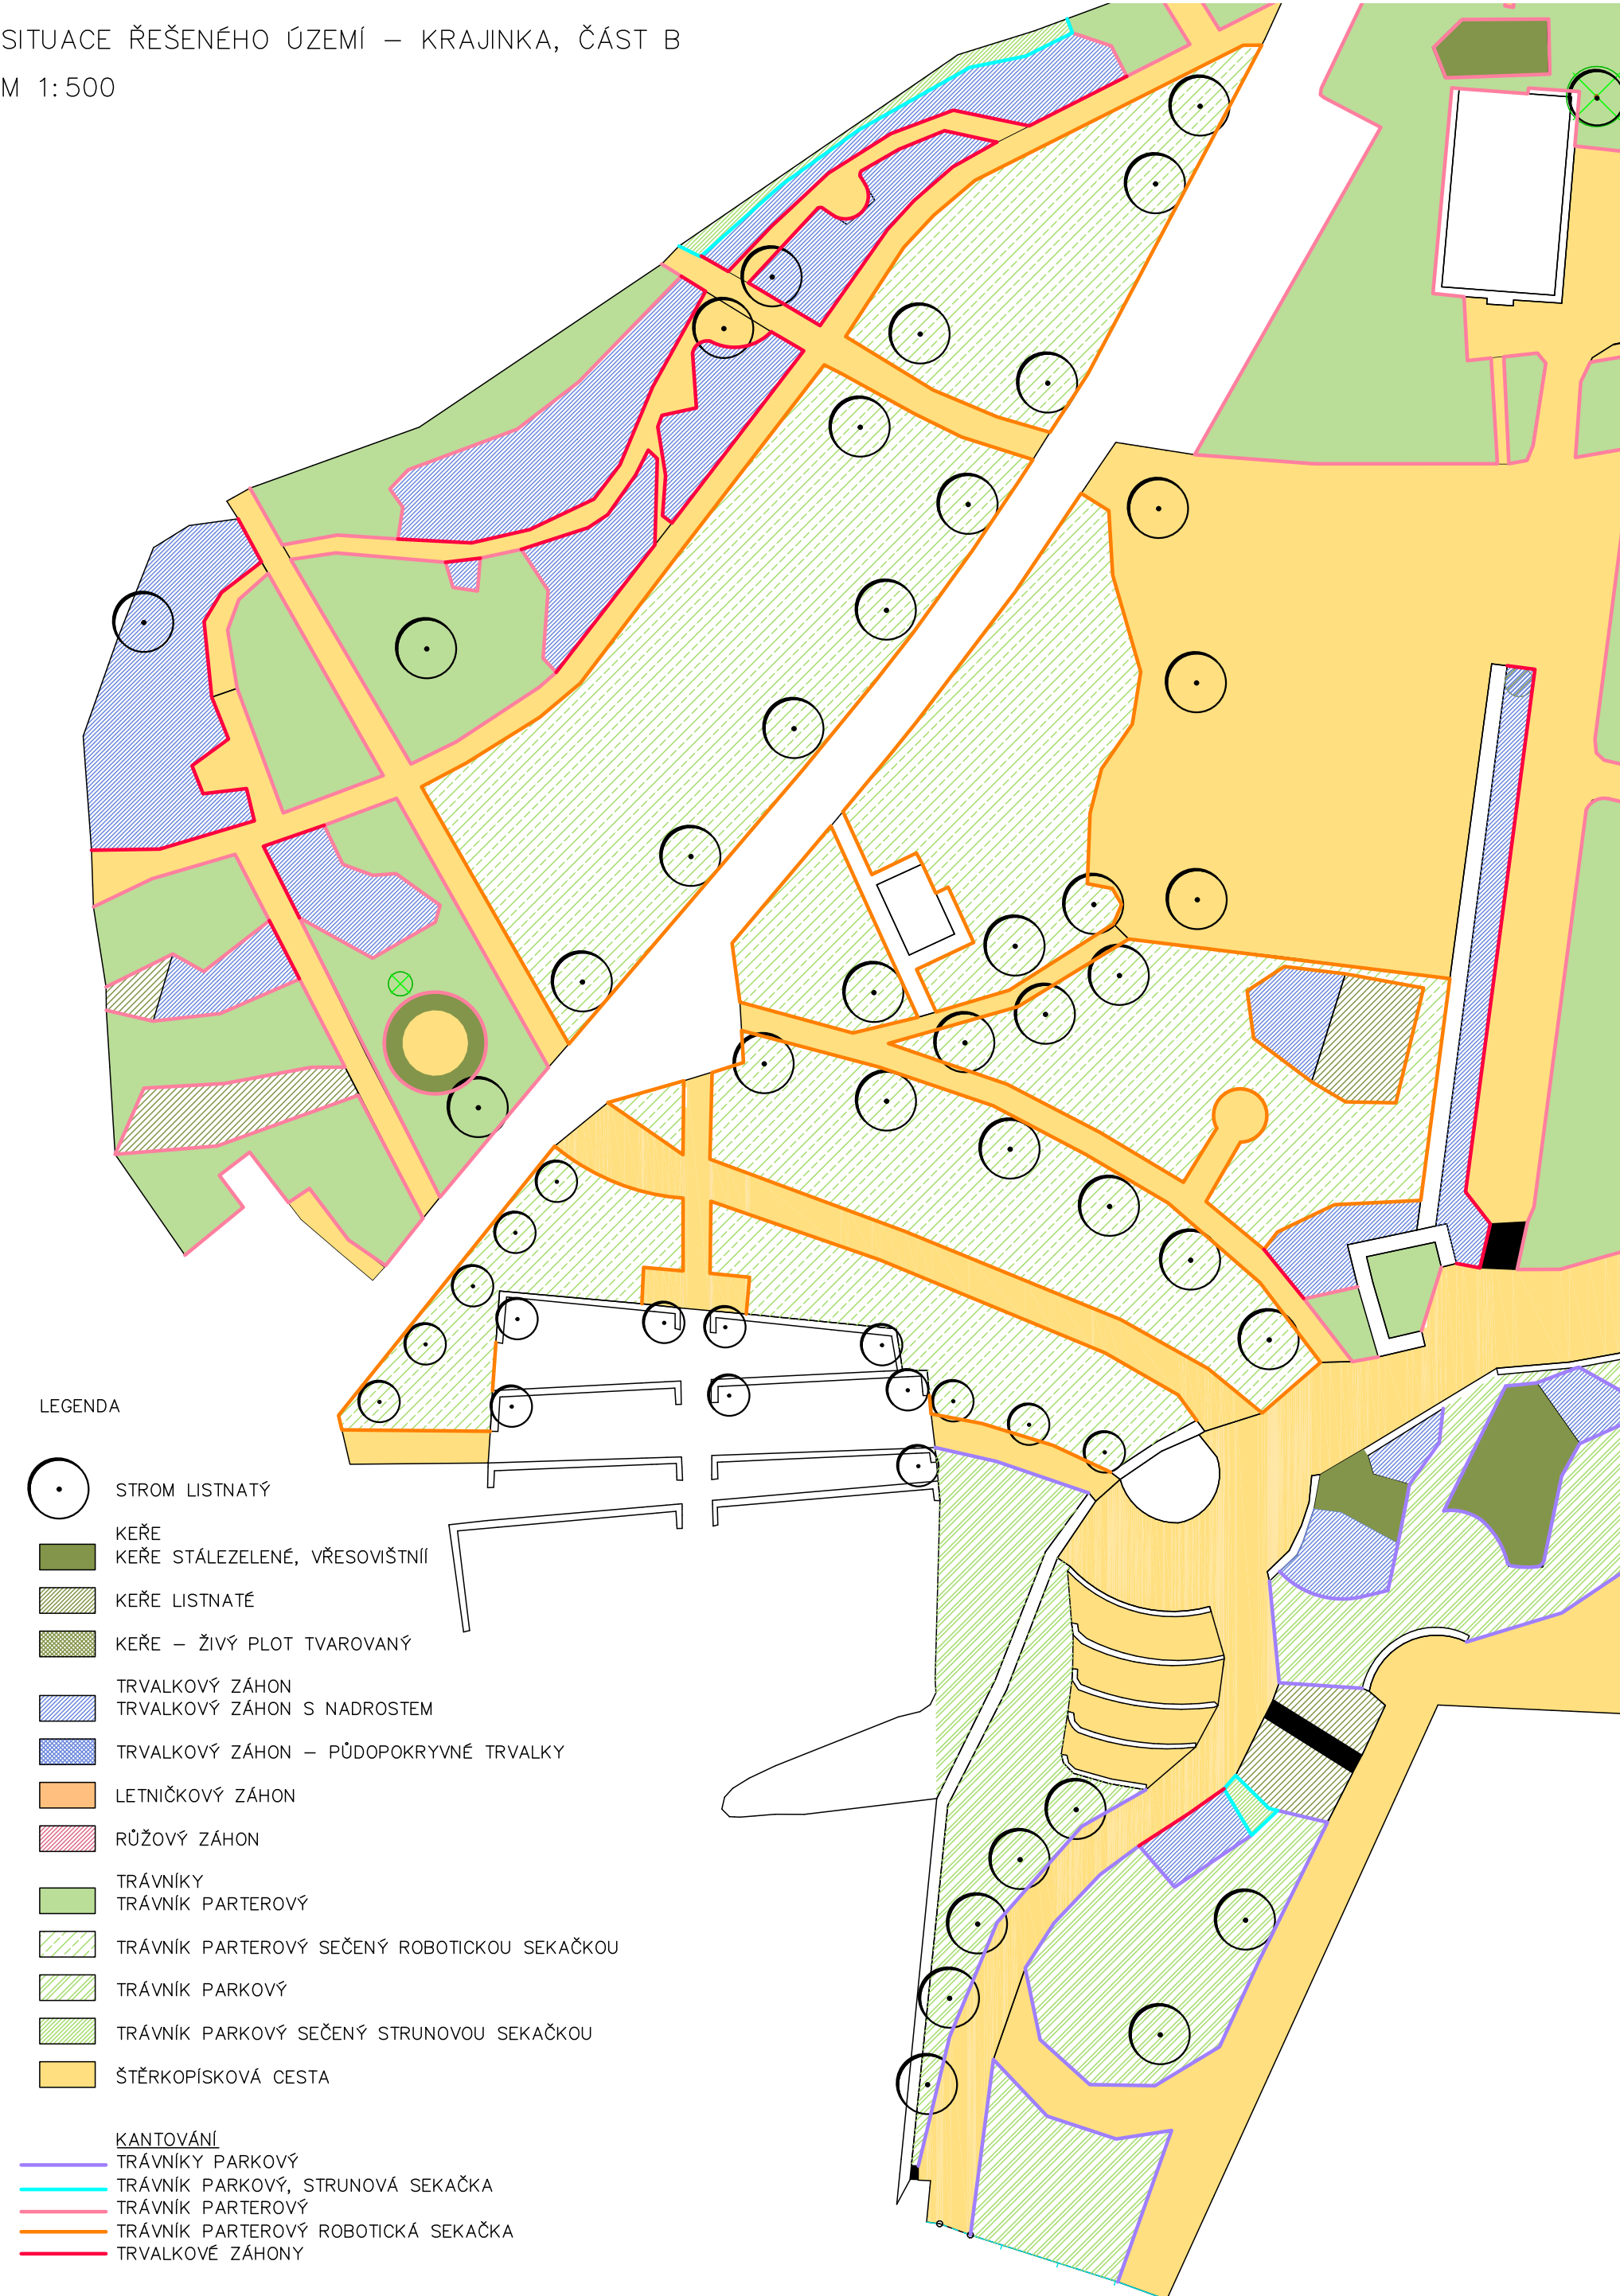 SITUACE ŘEŠENÉHO ÚZEMÍ – KRAJINKA, ČÁST B
M 1:500
LEGENDA
STROM LISTNATÝ
KEŘE
KEŘE STÁLEZELENÉ, VŘESOVIŠTNÍÍ
KEŘE LISTNATÉ
KEŘE – ŽIVÝ PLOT TVAROVANÝ
TRVALKOVÝ ZÁHON
TRVALKOVÝ ZÁHON S NADROSTEM
TRVALKOVÝ ZÁHON – PŮDOPOKRYVNÉ TRVALKY
LETNIČKOVÝ ZÁHON
RŮŽOVÝ ZÁHON
TRÁVNÍKY
TRÁVNÍK PARTEROVÝ
TRÁVNÍK PARTEROVÝ SEČENÝ ROBOTICKOU SEKAČKOU
TRÁVNÍK PARKOVÝ
TRÁVNÍK PARKOVÝ SEČENÝ STRUNOVOU SEKAČKOU
ŠTĚRKOPÍSKOVÁ CESTA
KANTOVÁNÍ
TRÁVNÍKY PARKOVÝ
TRÁVNÍK PARKOVÝ, STRUNOVÁ SEKAČKA
TRÁVNÍK PARTEROVÝ
TRÁVNÍK PARTEROVÝ ROBOTICKÁ SEKAČKA
TRVALKOVÉ ZÁHONY